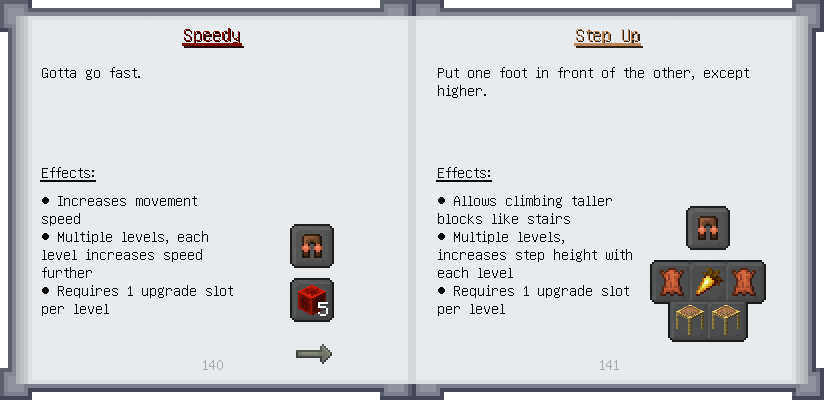 Speedy
Gotta go fast.
Effects:
● Increases movement
speed
● Multiple levels, each
level increases speed
further
● Requires 1 upgrade slot
per level
5
140
Step Up
Put one foot in front of the other, except
higher.
Effects:
● Allows climbing taller
blocks like stairs
● Multiple levels,
increases step height with
each level
● Requires 1 upgrade slot
per level
141